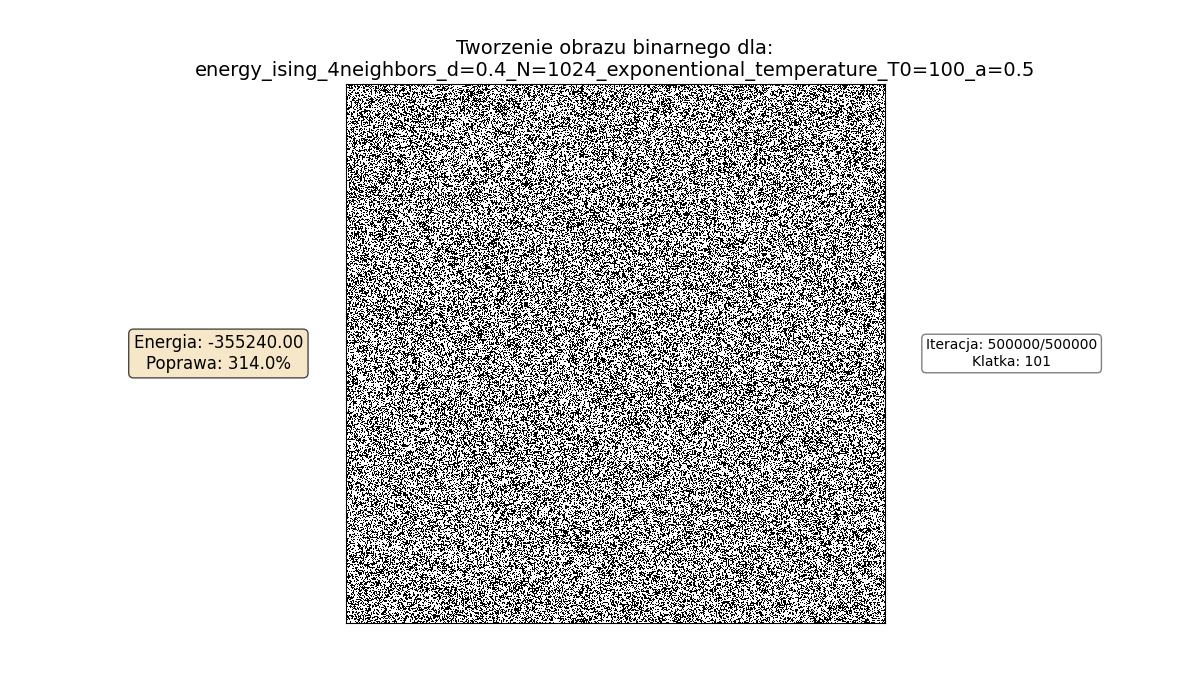 Tworzenie obrazu binarnego dla:
energy_ising_4neighbors_d=0.4_N=1024_exponentional_temperature_T0=100_a=0.5
Energia: -355240.00
Poprawa: 314.0%
Iteracja: 500000/500000
Klatka: 101